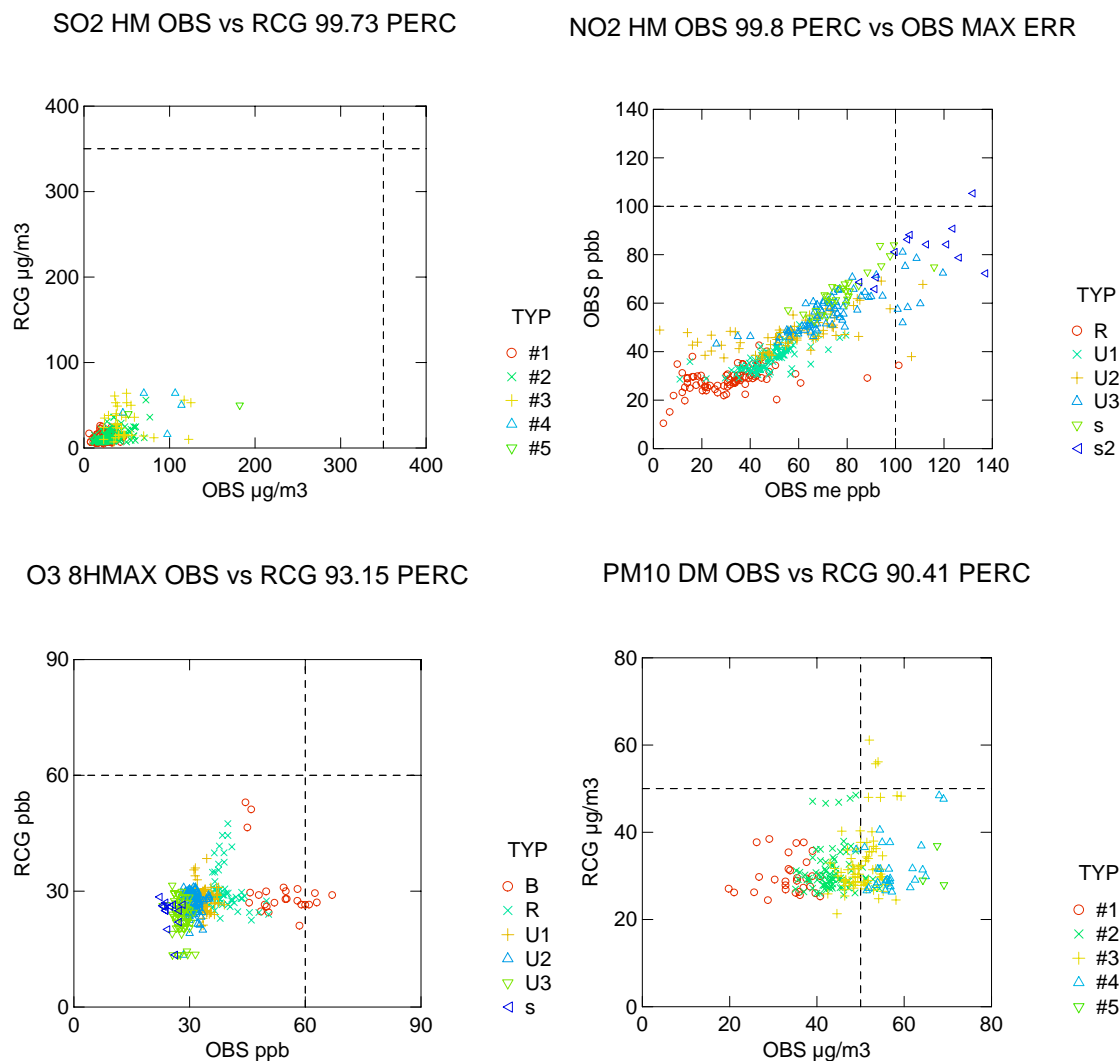 SO2 HM OBS vs RCG 99.73 PERC
400
300
200
100
0
RCG µg/m3
0 100 200 300 400
OBS µg/m3
TYP
#1
#2
#3
#4
#5
NO2 HM OBS 99.8 PERC vs OBS MAX ERR
140
120
100
80
60
40
20
0
OBS p pbb
0 20 40 60 80 100 120 140
OBS me ppb
TYP
R
U1
U2
U3
s
s2
O3 8HMAX OBS vs RCG 93.15 PERC
90
60
30
0
RCG pbb
0 30 60 90
OBS ppb
TYP
B
R
U1
U2
U3
s
PM10 DM OBS vs RCG 90.41 PERC
80
60
40
20
0
RCG µg/m3
0 20 40 60 80
OBS µg/m3
TYP
#1
#2
#3
#4
#5